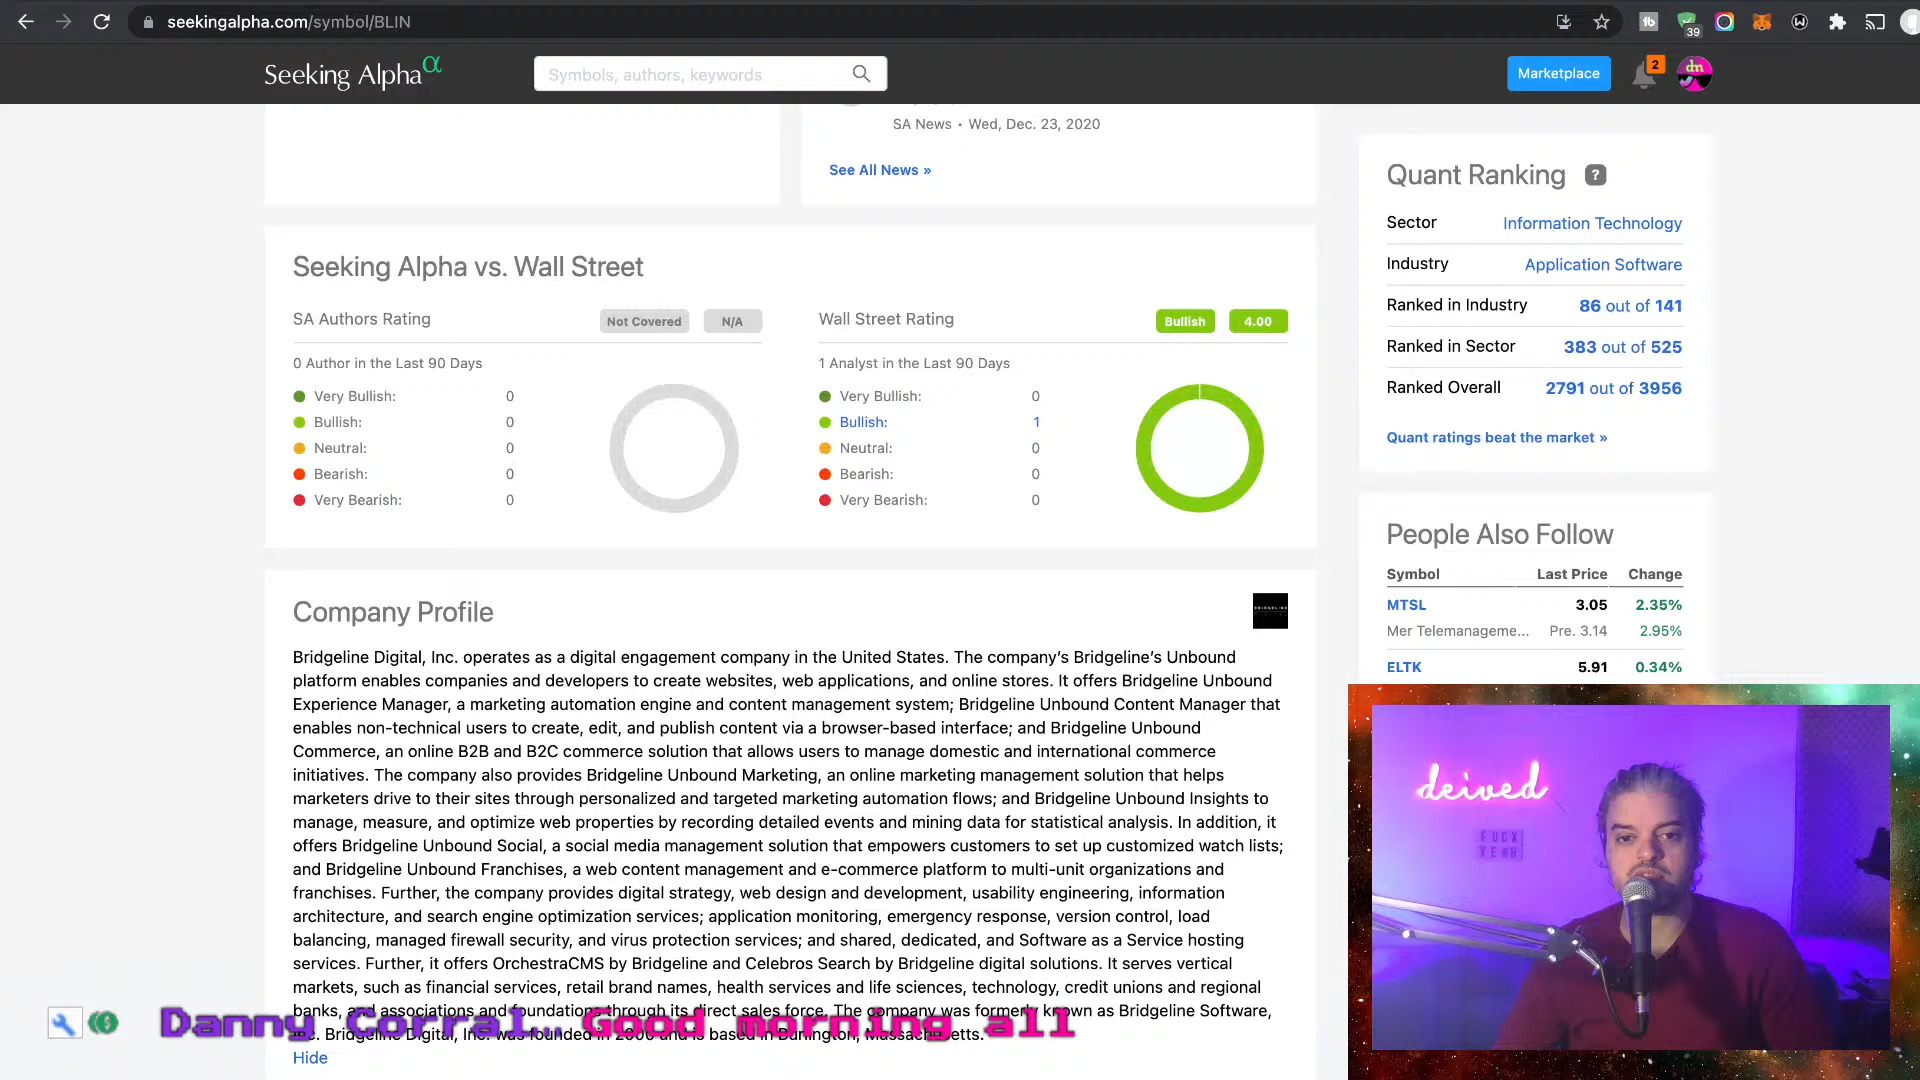 seekingalpha.com/symbol/BLIN
39
Seeking Alpha α
Symbols, authors, keywords
Marketplace
2
dn
SA News • Wed, Dec. 23, 2020
See All News »
Seeking Alpha vs. Wall Street
SA Authors Rating Not Covered N/A
0 Author in the Last 90 Days
Very Bullish: 0
Bullish: 0
Neutral: 0
Bearish: 0
Very Bearish: 0
Wall Street Rating Bullish 4.00
1 Analyst in the Last 90 Days
Very Bullish: 0
Bullish: 1
Neutral: 0
Bearish: 0
Very Bearish: 0
Company Profile
BRIDGELINE
Bridgeline Digital, Inc. operates as a digital engagement company in the United States. The company's Bridgeline's Unbound
platform enables companies and developers to create websites, web applications, and online stores. It offers Bridgeline Unbound
Experience Manager, a marketing automation engine and content management system; Bridgeline Unbound Content Manager that
enables non-technical users to create, edit, and publish content via a browser-based interface; and Bridgeline Unbound
Commerce, an online B2B and B2C commerce solution that allows users to manage domestic and international commerce
initiatives. The company also provides Bridgeline Unbound Marketing, an online marketing management solution that helps
marketers drive to their sites through personalized and targeted marketing automation flows; and Bridgeline Unbound Insights to
manage, measure, and optimize web properties by recording detailed events and mining data for statistical analysis. In addition, it
offers Bridgeline Unbound Social, a social media management solution that empowers customers to set up customized watch lists;
and Bridgeline Unbound Franchises, a web content management and e-commerce platform to multi-unit organizations and
franchises. Further, the company provides digital strategy, web design and development, usability engineering, information
architecture, and search engine optimization services; application monitoring, emergency response, version control, load
balancing, managed firewall security, and virus protection services; and shared, dedicated, and Software as a Service hosting
services. Further, it offers OrchestraCMS by Bridgeline and Celebros Search by Bridgeline digital solutions. It serves vertical
markets, such as financial services, retail brand names, health services and life sciences, technology, credit unions and regional
banks, and associations and foundations through its direct sales force. The company was formerly known as Bridgeline Software,
Inc. Bridgeline Digital, Inc. was founded in 2000 and is based in Burlington, Massachusetts.
Hide
Danny Corral... Good morning all
Quant Ranking ?
Sector Information Technology
Industry Application Software
Ranked in Industry 86 out of 141
Ranked in Sector 383 out of 525
Ranked Overall 2791 out of 3956
Quant ratings beat the market »
People Also Follow
Symbol Last Price Change
MTSL 3.05 2.35%
Mer Telemanageme... Pre. 3.14 2.95%
ELTK 5.91 0.34%
deived
FUCK
YEAH